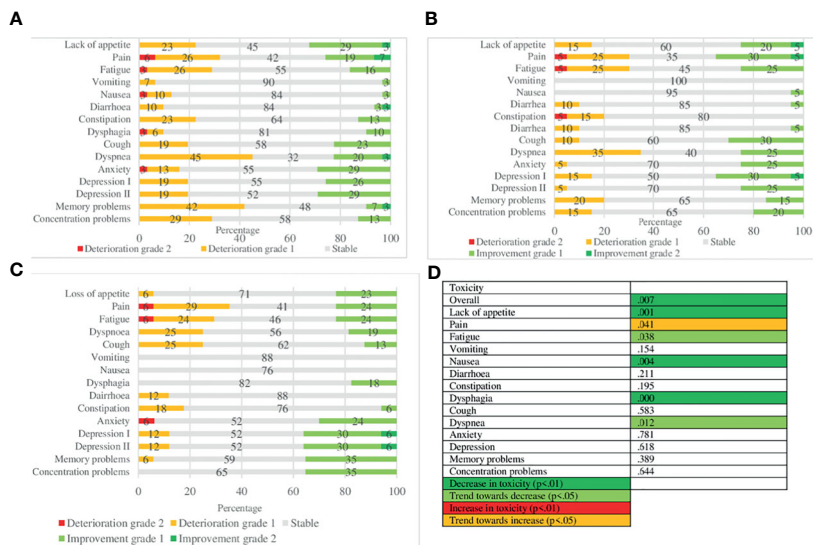 A
Lack of appetite 23 45 29 3
Pain 6 26 42 19 7
Fatigue 3 26 55 16
Vomiting 7 90 3
Nausea 3 10 84 3
Diarrhoea 10 84 3 3
Constipation 23 64 13
Dysphagia 3 6 81 10
Cough 19 58 23
Dyspnea 45 32 20 3
Anxiety 3 13 55 29
Depression I 19 55 26
Depression II 19 52 29
Memory problems 42 48 7 3
Concentration problems 29 58 13
0 20 40 60 80 100
Percentage
Deterioration grade 2 Deterioration grade 1 Stable
B
Lack of appetite 15 60 20 5
Pain 5 25 35 30 5
Fatigue 5 25 45 25
Vomiting 100
Nausea 95 5
Diarrhea 10 85 5
Constipation 5 15 80
Diarrhea 10 85 5
Cough 10 60 30
Dyspnea 35 40 25
Anxiety 5 70 25
Depression I 15 50 30 5
Depression II 5 70 25
Memory problems 20 65 15
Concentration problems 15 65 20
0 20 40 60 80 100
Percentage
Deterioration grade 2 Deterioration grade 1 Stable
Improvement grade 1 Improvement grade 2
C
Loss of appetite 6 71 23
Pain 6 29 41 24
Fatigue 6 24 46 24
Dyspnoea 25 56 19
Cough 25 62 13
Vomiting 88
Nausea 76
Dysphagia 82 18
Dairrhoea 12 88
Constipation 18 76 6
Anxiety 6 52 24
Depression I 12 52 30 6
Depression II 12 52 30 6
Memory problems 6 59 35
Concentration problems 65 35
0 20 40 60 80 100
Percentage
Deterioration grade 2 Deterioration grade 1 Stable
Improvement grade 1 Improvement grade 2
D
Toxicity
Overall .007
Lack of appetite .001
Pain .041
Fatigue .038
Vomiting .154
Nausea .004
Diarrhoea .211
Constipation .195
Dysphagia .000
Cough .583
Dyspnea .012
Anxiety .781
Depression .618
Memory problems .389
Concentration problems .644
Decrease in toxicity (p<.01)
Trend towards decrease (p<.05)
Increase in toxicity (p<.01)
Trend towards increase (p<.05)